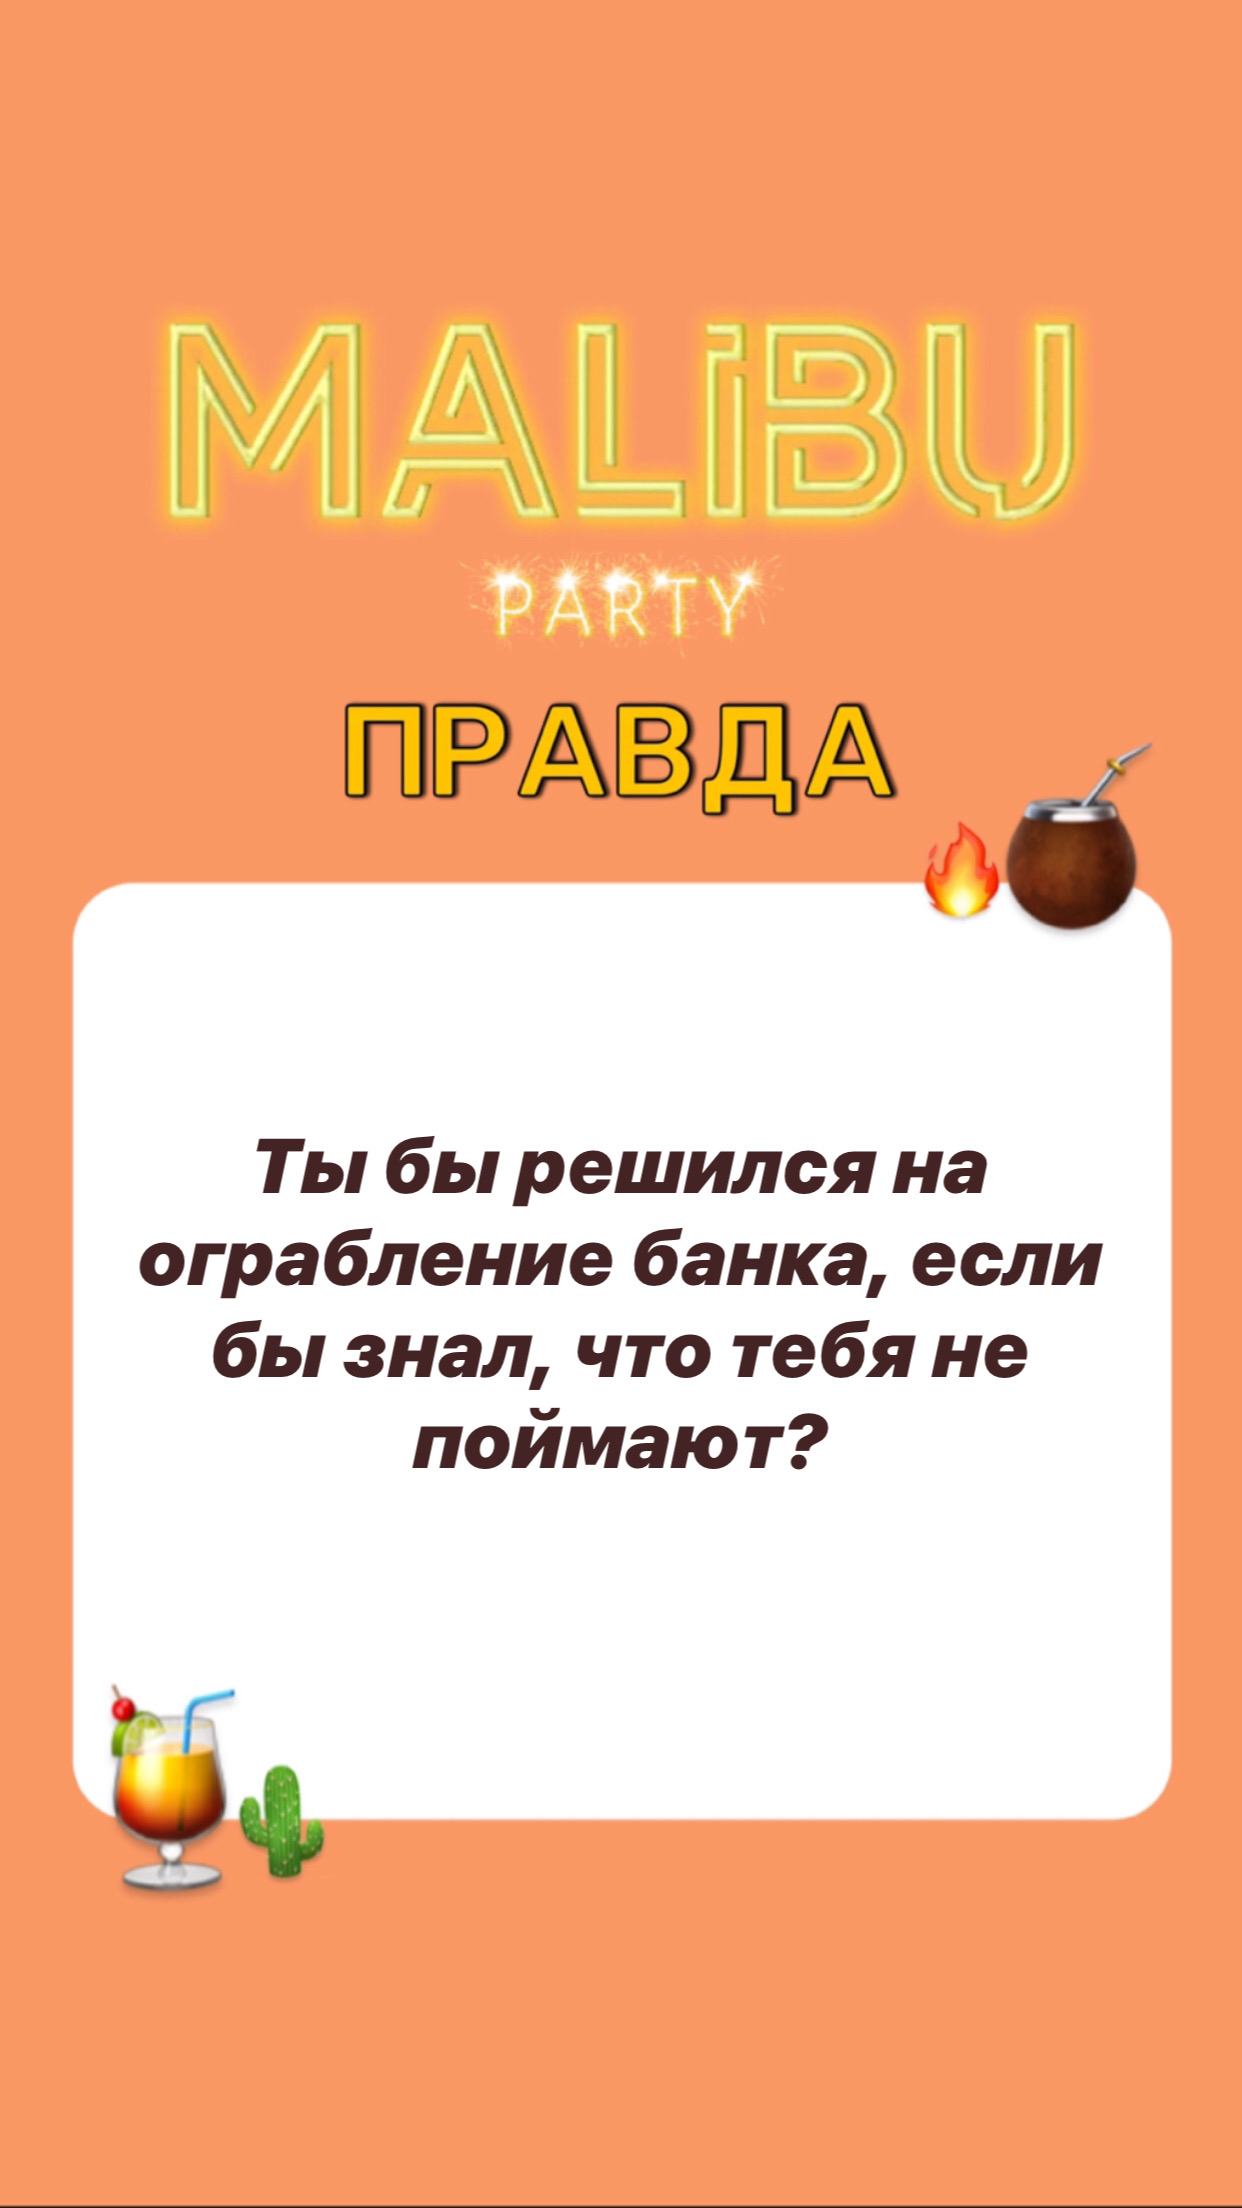 MALiBU
PARTY
ПРАВДА
Ты бы решился на
ограбление банка, если
бы знал, что тебя не
поймают?